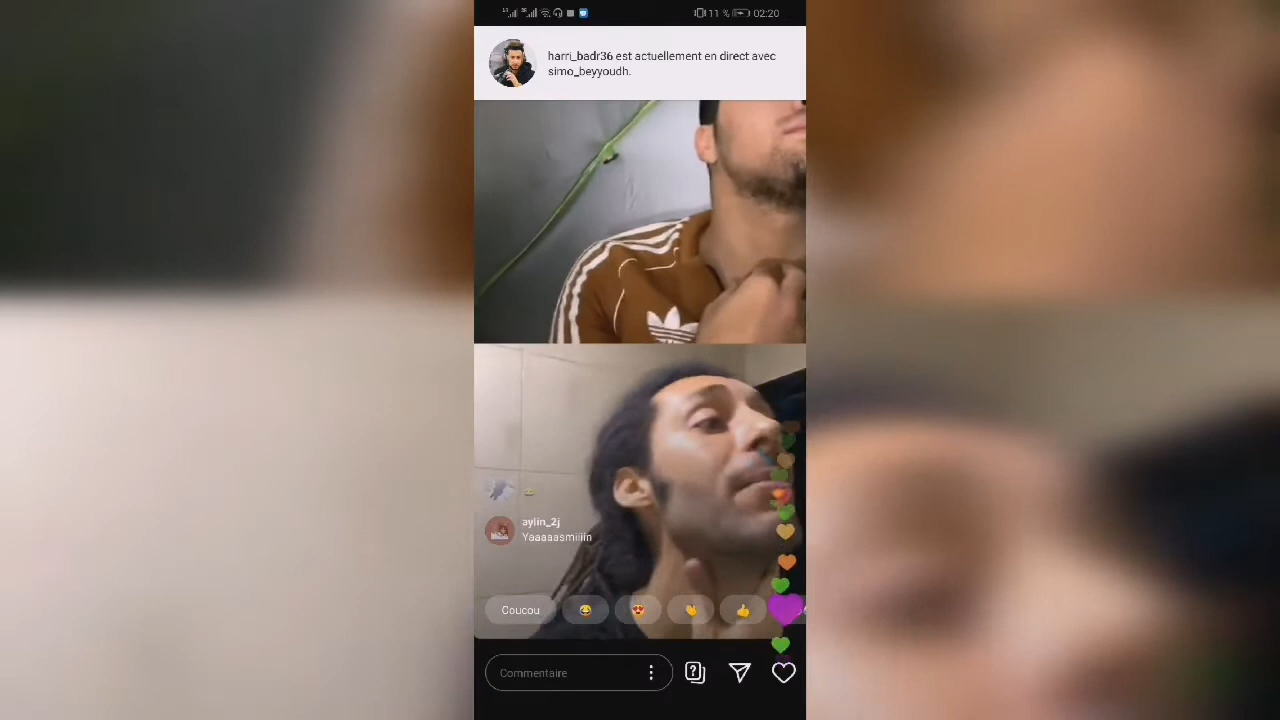 11 % 02:20
harri_badr36 est actuellement en direct avec
simo_beyyoudh.
aylin_2j
Yaaaaasmiiiin
Coucou
Commentaire